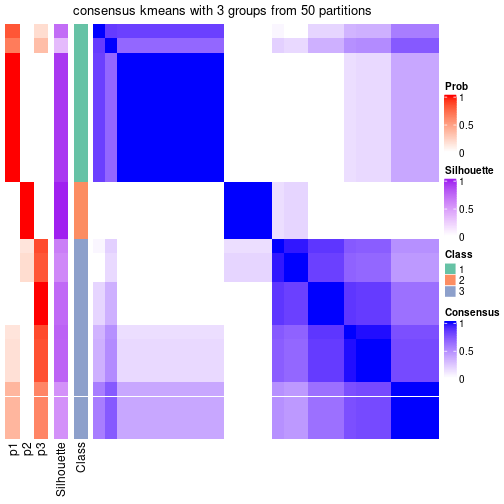 consensus kmeans with 3 groups from 50 partitions
Prob
1
0.5
0
Silhouette
1
0.5
0
Class
1
2
3
Consensus
1
0.5
0
p1
p2
p3
Silhouette
Class